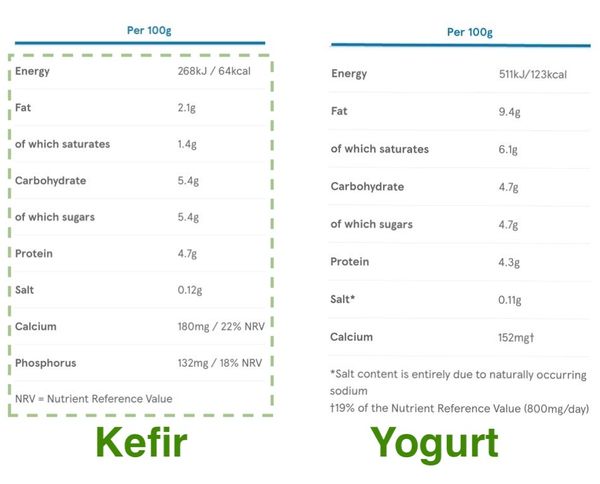 Per 100g
Energy 268kJ / 64kcal
Fat 2.1g
of which saturates 1.4g
Carbohydrate 5.4g
of which sugars 5.4g
Protein 4.7g
Salt 0.12g
Calcium 180mg / 22% NRV
Phosphorus 132mg / 18% NRV
NRV = Nutrient Reference Value
Kefir
Per 100g
Energy 511kJ/123kcal
Fat 9.4g
of which saturates 6.1g
Carbohydrate 4.7g
of which sugars 4.7g
Protein 4.3g
Salt* 0.11g
Calcium 152mg†
*Salt content is entirely due to naturally occurring
sodium
†19% of the Nutrient Reference Value (800mg/day)
Yogurt